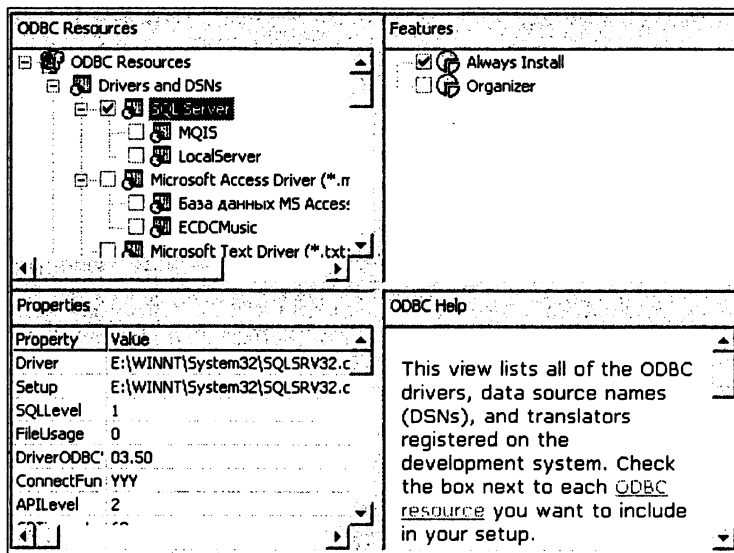 ODBC Resources
ODBC Resources
Drivers and DSNs
SQL Server
MQIS
LocalServer
Microsoft Access Driver (*.m
База данных MS Access
ECDCMusic
Microsoft Text Driver (*.txt;
Features
Always Install
Organizer
Properties
Property Value
Driver E:\WINNT\System32\SQLSRV32.c
Setup E:\WINNT\System32\SQLSRV32.c
SQLLevel 1
FileUsage 0
DriverODBC' 03.50
ConnectFun YYY
APILevel 2
ODBC Help
This view lists all of the ODBC
drivers, data source names
(DSNs), and translators
registered on the
development system. Check
the box next to each ODBC
resource you want to include
in your setup.